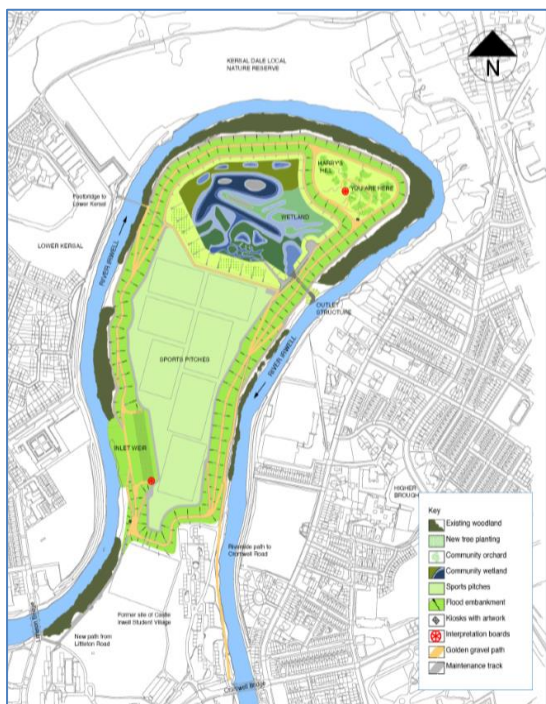 KERSAL DALE LOCAL
NATURE RESERVE
N
HARRY'S
HILL
YOU ARE HERE
Footbridge to
Lower Kersal
WETLAND
LOWER KERSAL
RIVER IRWELL
OUTLET
STRUCTURE
RIVER IRWELL
SPORTS PITCHES
INLET WEIR
HIGHER
BROUGH
Riverside path to
Cromwell Road
Former site of Castle
Irwell Student Village
New path from
Littleton Road
Cromwell Bridge
Key
Existing woodland
New tree planting
Community orchard
Community wetland
Sports pitches
Flood embankment
Kiosks with artwork
Interpretation boards
Golden gravel path
Maintenance track